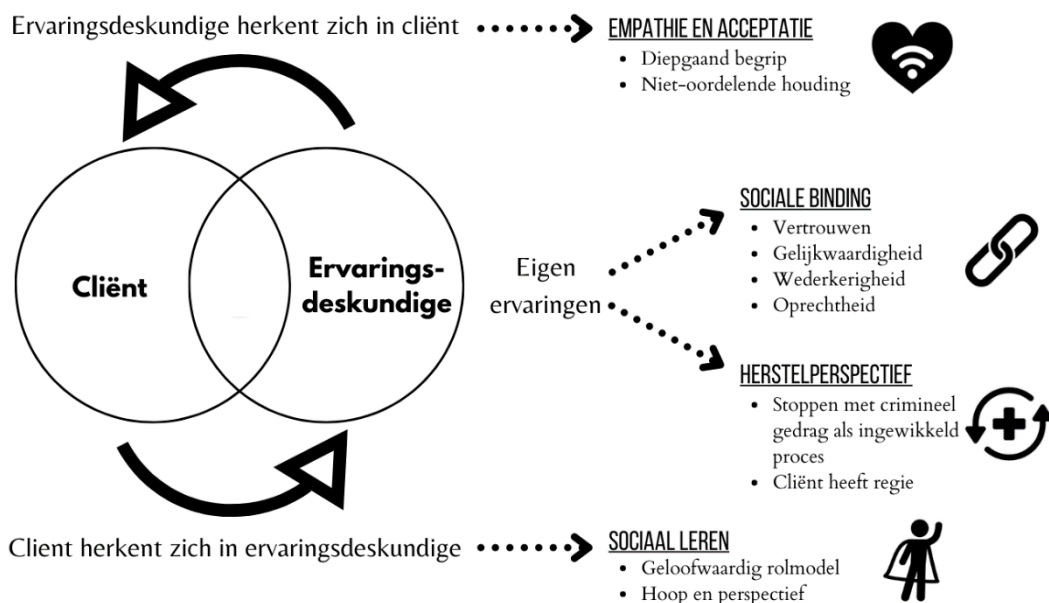 Ervaringsdeskundige herkent zich in cliënt
EMPATHIE EN ACCEPTATIE
• Diepgaand begrip
• Niet-oordelende houding
Cliënt
Ervarings-
deskundige
Eigen
ervaringen
SOCIALE BINDING
• Vertrouwen
• Gelijkwaardigheid
• Wederkerigheid
• Oprechtheid
HERSTELPERSPECTIEF
• Stoppen met crimineel
gedrag als ingewikkeld
proces
• Cliënt heeft regie
Client herkent zich in ervaringsdeskundige
SOCIAAL LEREN
• Geloofwaardig rolmodel
• Hoop en perspectief